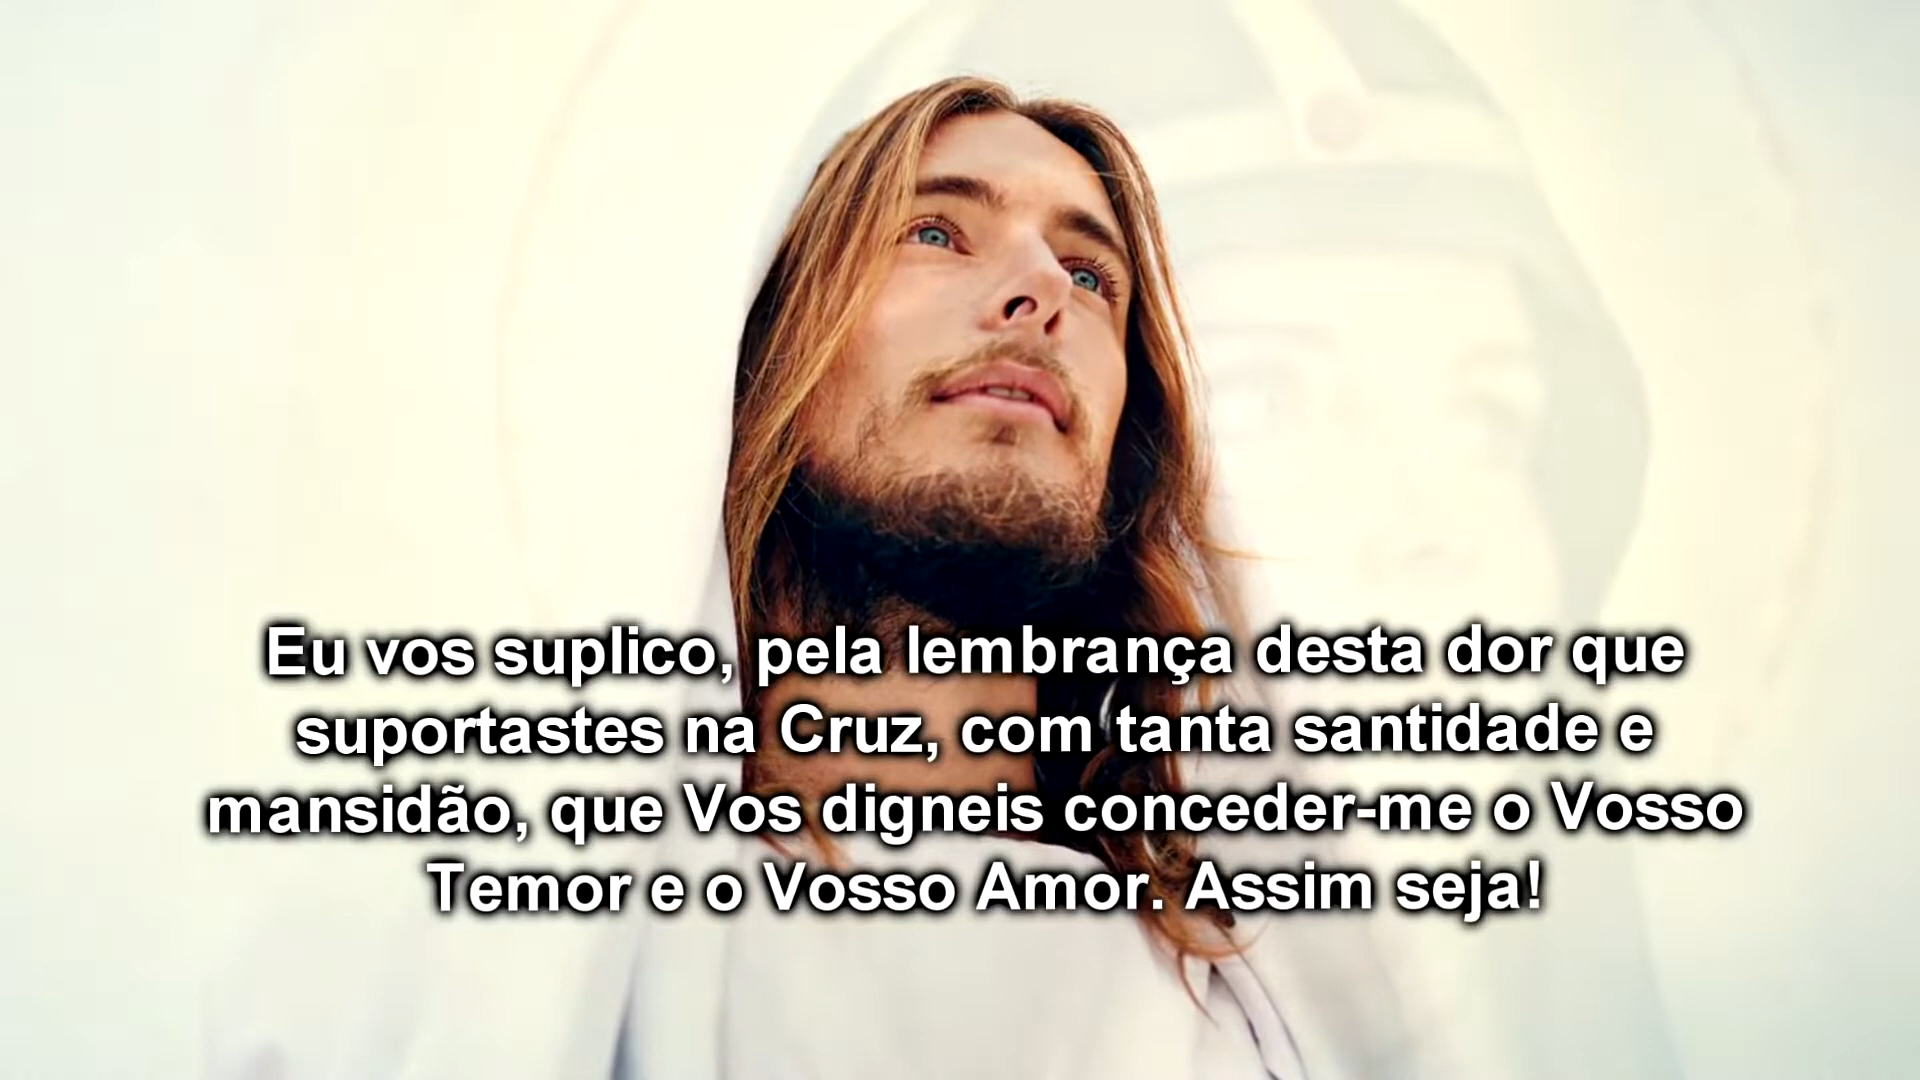 Eu vos suplico, pela lembrança desta dor que
suportastes na Cruz, com tanta santidade e
mansidão, que Vos digneis conceder-me o Vosso
Temor e o Vosso Amor. Assim seja!